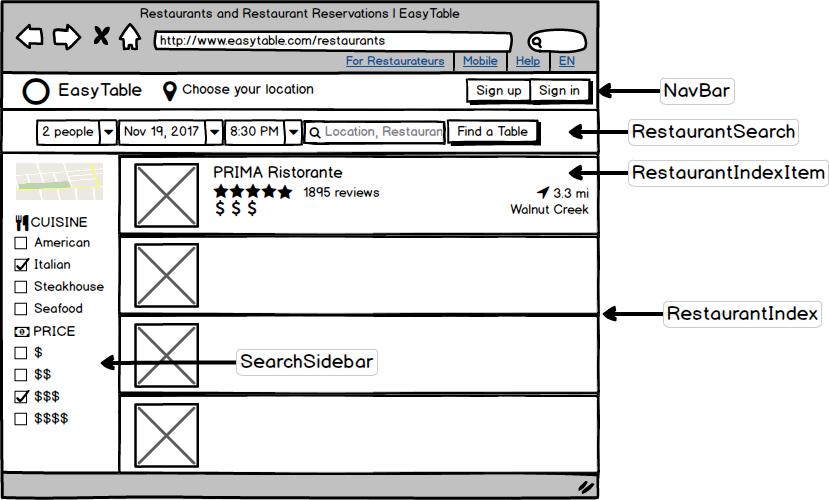 Restaurants and Restaurant Reservations | EasyTable
http://www.easytable.com/restaurants
For Restaurateurs Mobile Help EN
EasyTable Choose your location Sign up Sign in
NavBar
2 people Nov 19, 2017 8:30 PM Location, Restauran Find a Table
RestaurantSearch
PRIMA Ristorante
RestaurantIndexItem
1895 reviews 3.3 mi
$ $ $ Walnut Creek
CUISINE
American
Italian
Steakhouse
Seafood
RestaurantIndex
PRICE
$
SearchSidebar
$$
$$$
$$$$